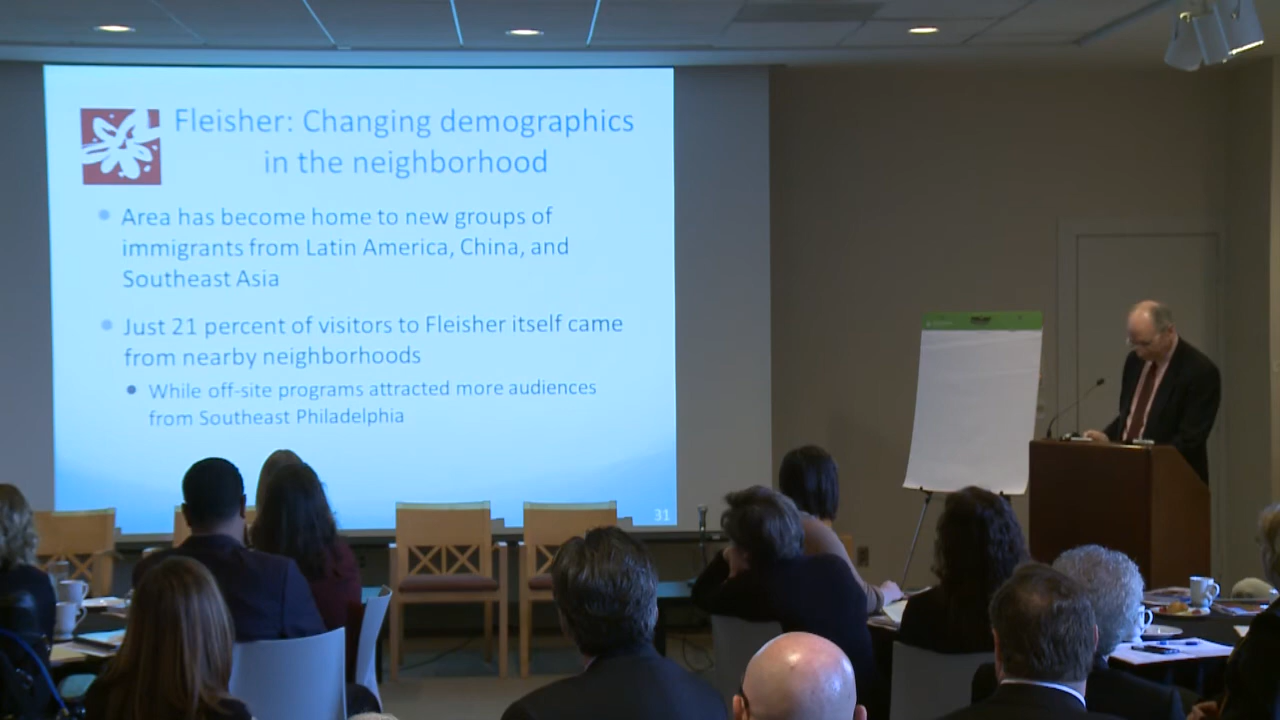 Fleisher: Changing demographics
in the neighborhood
Area has become home to new groups of
immigrants from Latin America, China, and
Southeast Asia
Just 21 percent of visitors to Fleisher itself came
from nearby neighborhoods
While off-site programs attracted more audiences
from Southeast Philadelphia
31